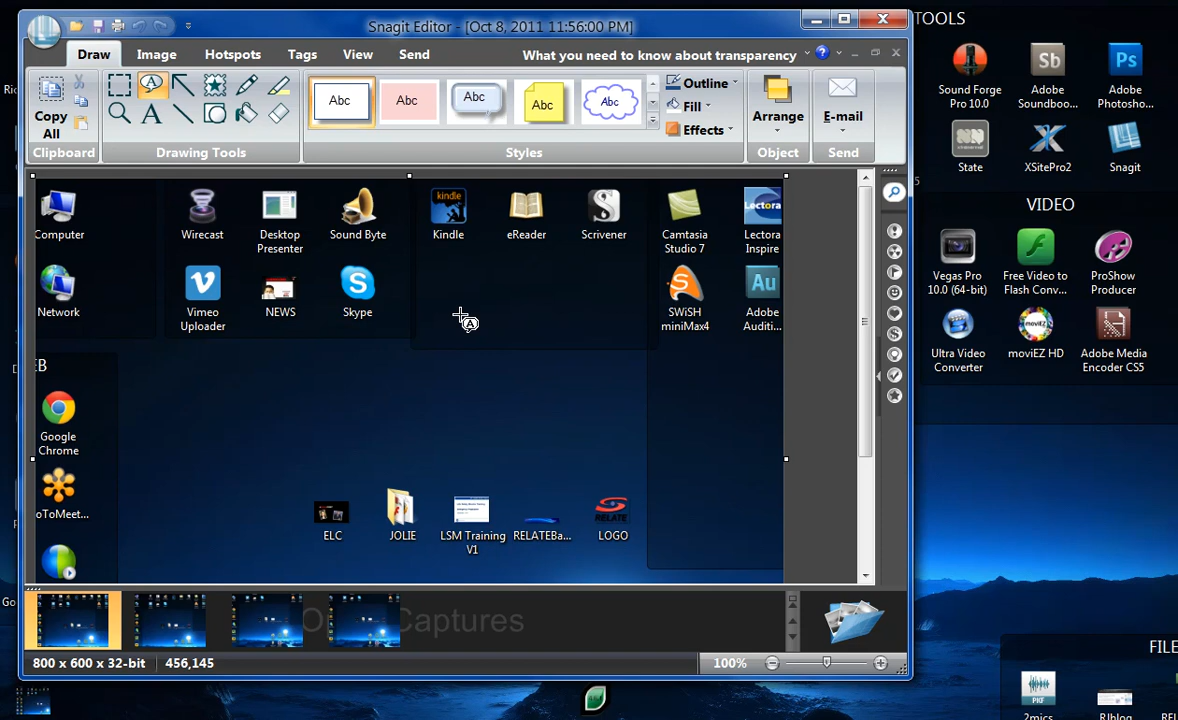 Snagit Editor - [Oct 8, 2011 11:56:00 PM]
Draw
Image
Hotspots
Tags
View
Send
What you need to know about transparency
Copy
All
Clipboard
Drawing Tools
Abc
Abc
Abc
Abc
Abc
Styles
Outline
Fill
Effects
Arrange
Object
E-mail
Send
Computer
Wirecast
Desktop
Presenter
Sound Byte
Kindle
eReader
Scrivener
Camtasia
Studio 7
Lectora
Inspire
Network
Vimeo
Uploader
NEWS
Skype
SWiSH
miniMax4
Adobe
Auditi...
EB
Google
Chrome
oToMeet...
ELC
JOLIE
LSM Training
V1
RELATEBa...
RELATE
LOGO
Captures
800 x 600 x 32-bit
456,145
100%
TOOLS
Sound Forge
Pro 10.0
Adobe
Soundboo...
Adobe
Photosho...
State
XSitePro2
Snagit
VIDEO
Vegas Pro
10.0 (64-bit)
Free Video to
Flash Conv...
ProShow
Producer
Ultra Video
Converter
moviEZ HD
Adobe Media
Encoder CS5
FILE
2mics
RJblog